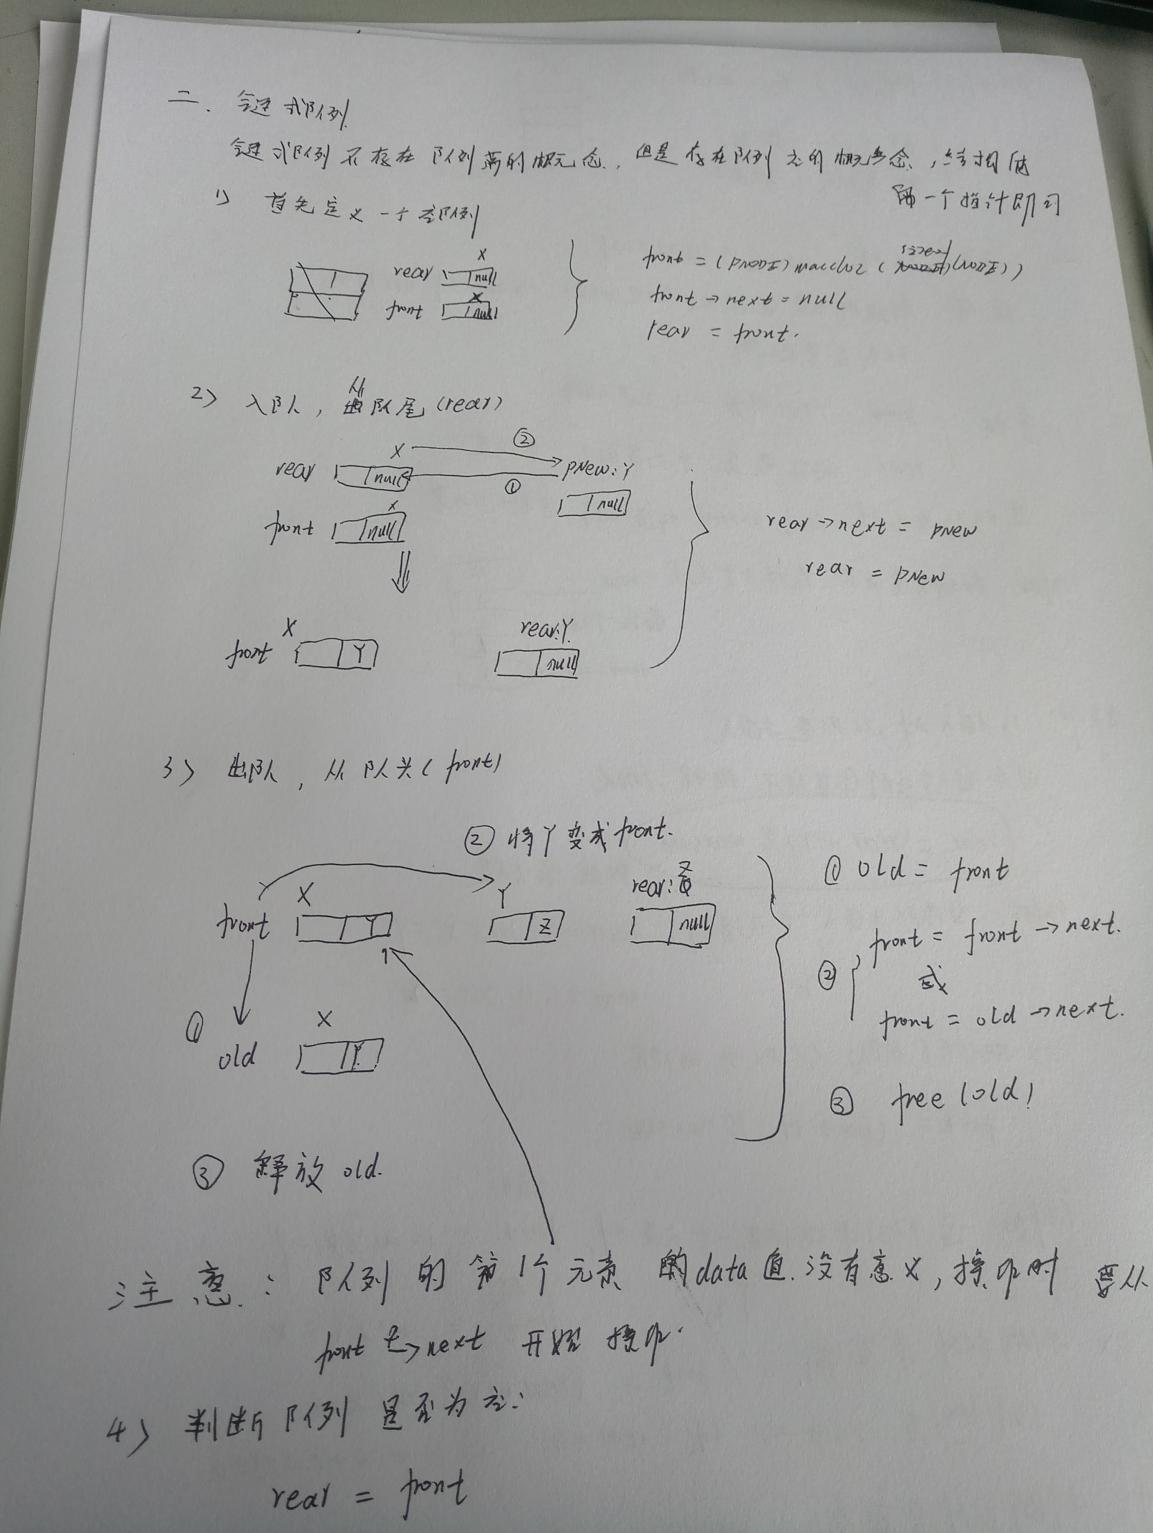 二、链式队列
链式队列不存在队列满的概念,但是存在队列空的概念,结构
用一个指针即可
1) 首先定义一个空队列
X
rear null
X
front null
front = (PNODE) maccloz ( sizeof (NODE))
front → next = null
rear = front.
2) 入队, 从队尾(rear)
X ②
rear null ① pNew: Y
null
X
front null
rear → next = pNew
rear = pNew
X rear: Y
front Y null
3) 出队, 从队头(front)
② 将Y变成front.
X Y rear: Z
front Y Z null
① old = front
② front = front → next.
或
front = old → next.
① X
old Y
③ free (old)
③ 释放old.
注意: 队列的第1个元素的data值没有意义, 操作时要从
front → next 开始操作.
4) 判断队列是否为空:
rear = front